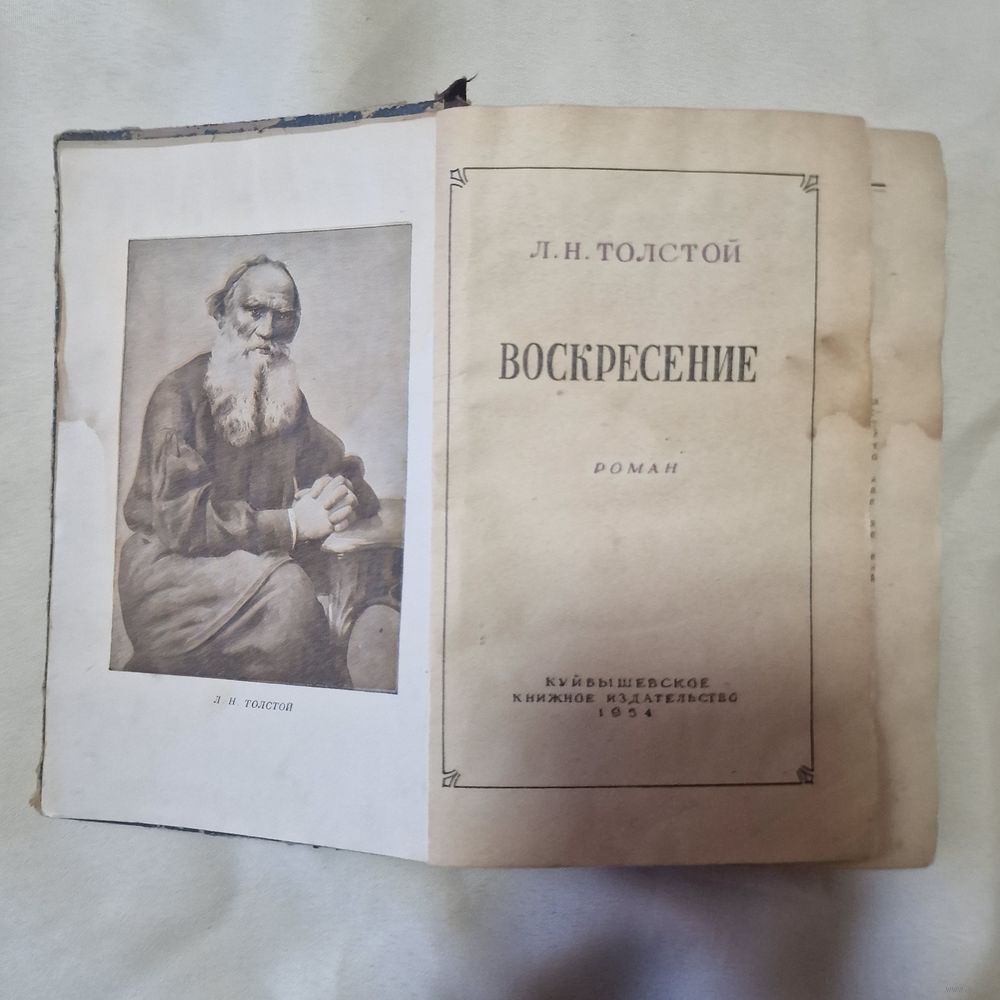 Л Н ТОЛСТОЙ
Л. Н. ТОЛСТОЙ
ВОСКРЕСЕНИЕ
РОМАН
КУЙБЫШЕВСКОЕ
КНИЖНОЕ ИЗДАТЕЛЬСТВО
1954